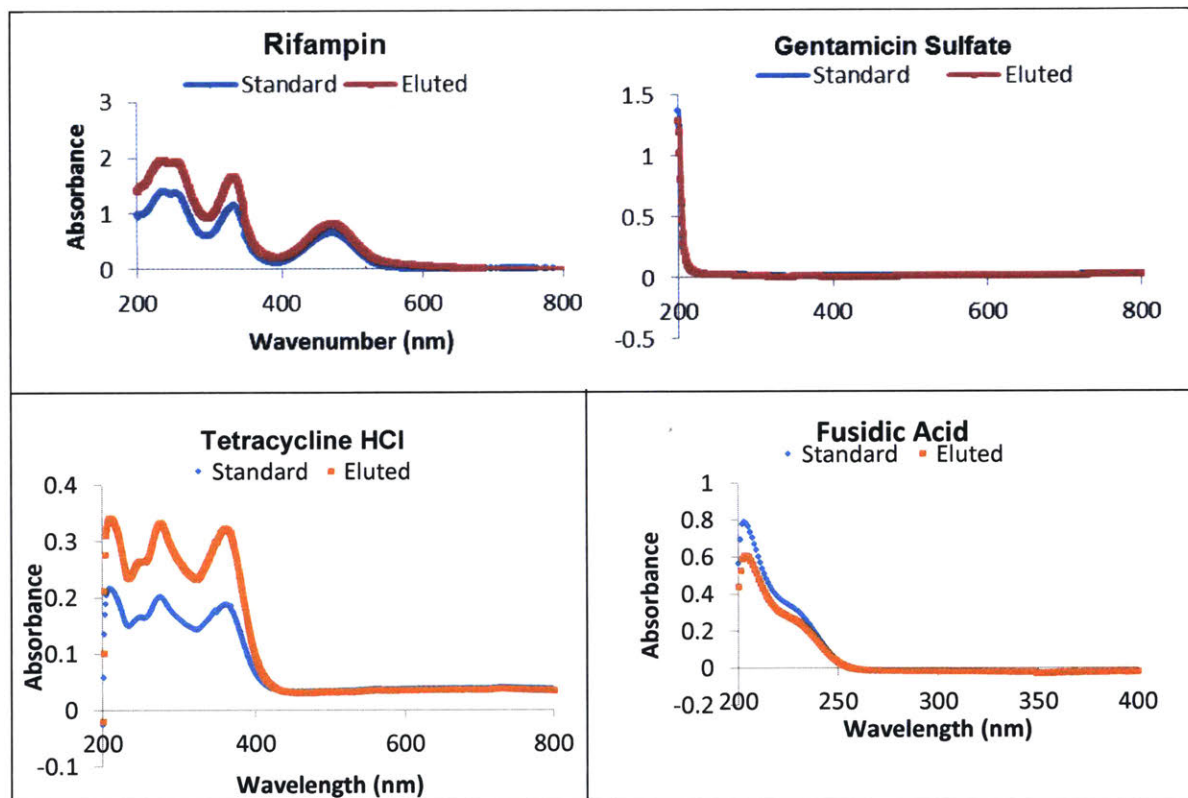 Rifampin
Standard Eluted
3
2
1
0
200 400 600 800
Absorbance
Wavenumber (nm)
Gentamicin Sulfate
Standard Eluted
1.5
1
0.5
0
-0.5
200 400 600 800
Tetracycline HCl
Standard Eluted
0.4
0.3
0.2
0.1
0
-0.1
200 400 600 800
Absorbance
Wavelength (nm)
Fusidic Acid
Standard Eluted
1
0.8
0.6
0.4
0.2
0
-0.2
200 250 300 350 400
Absorbance
Wavelength (nm)